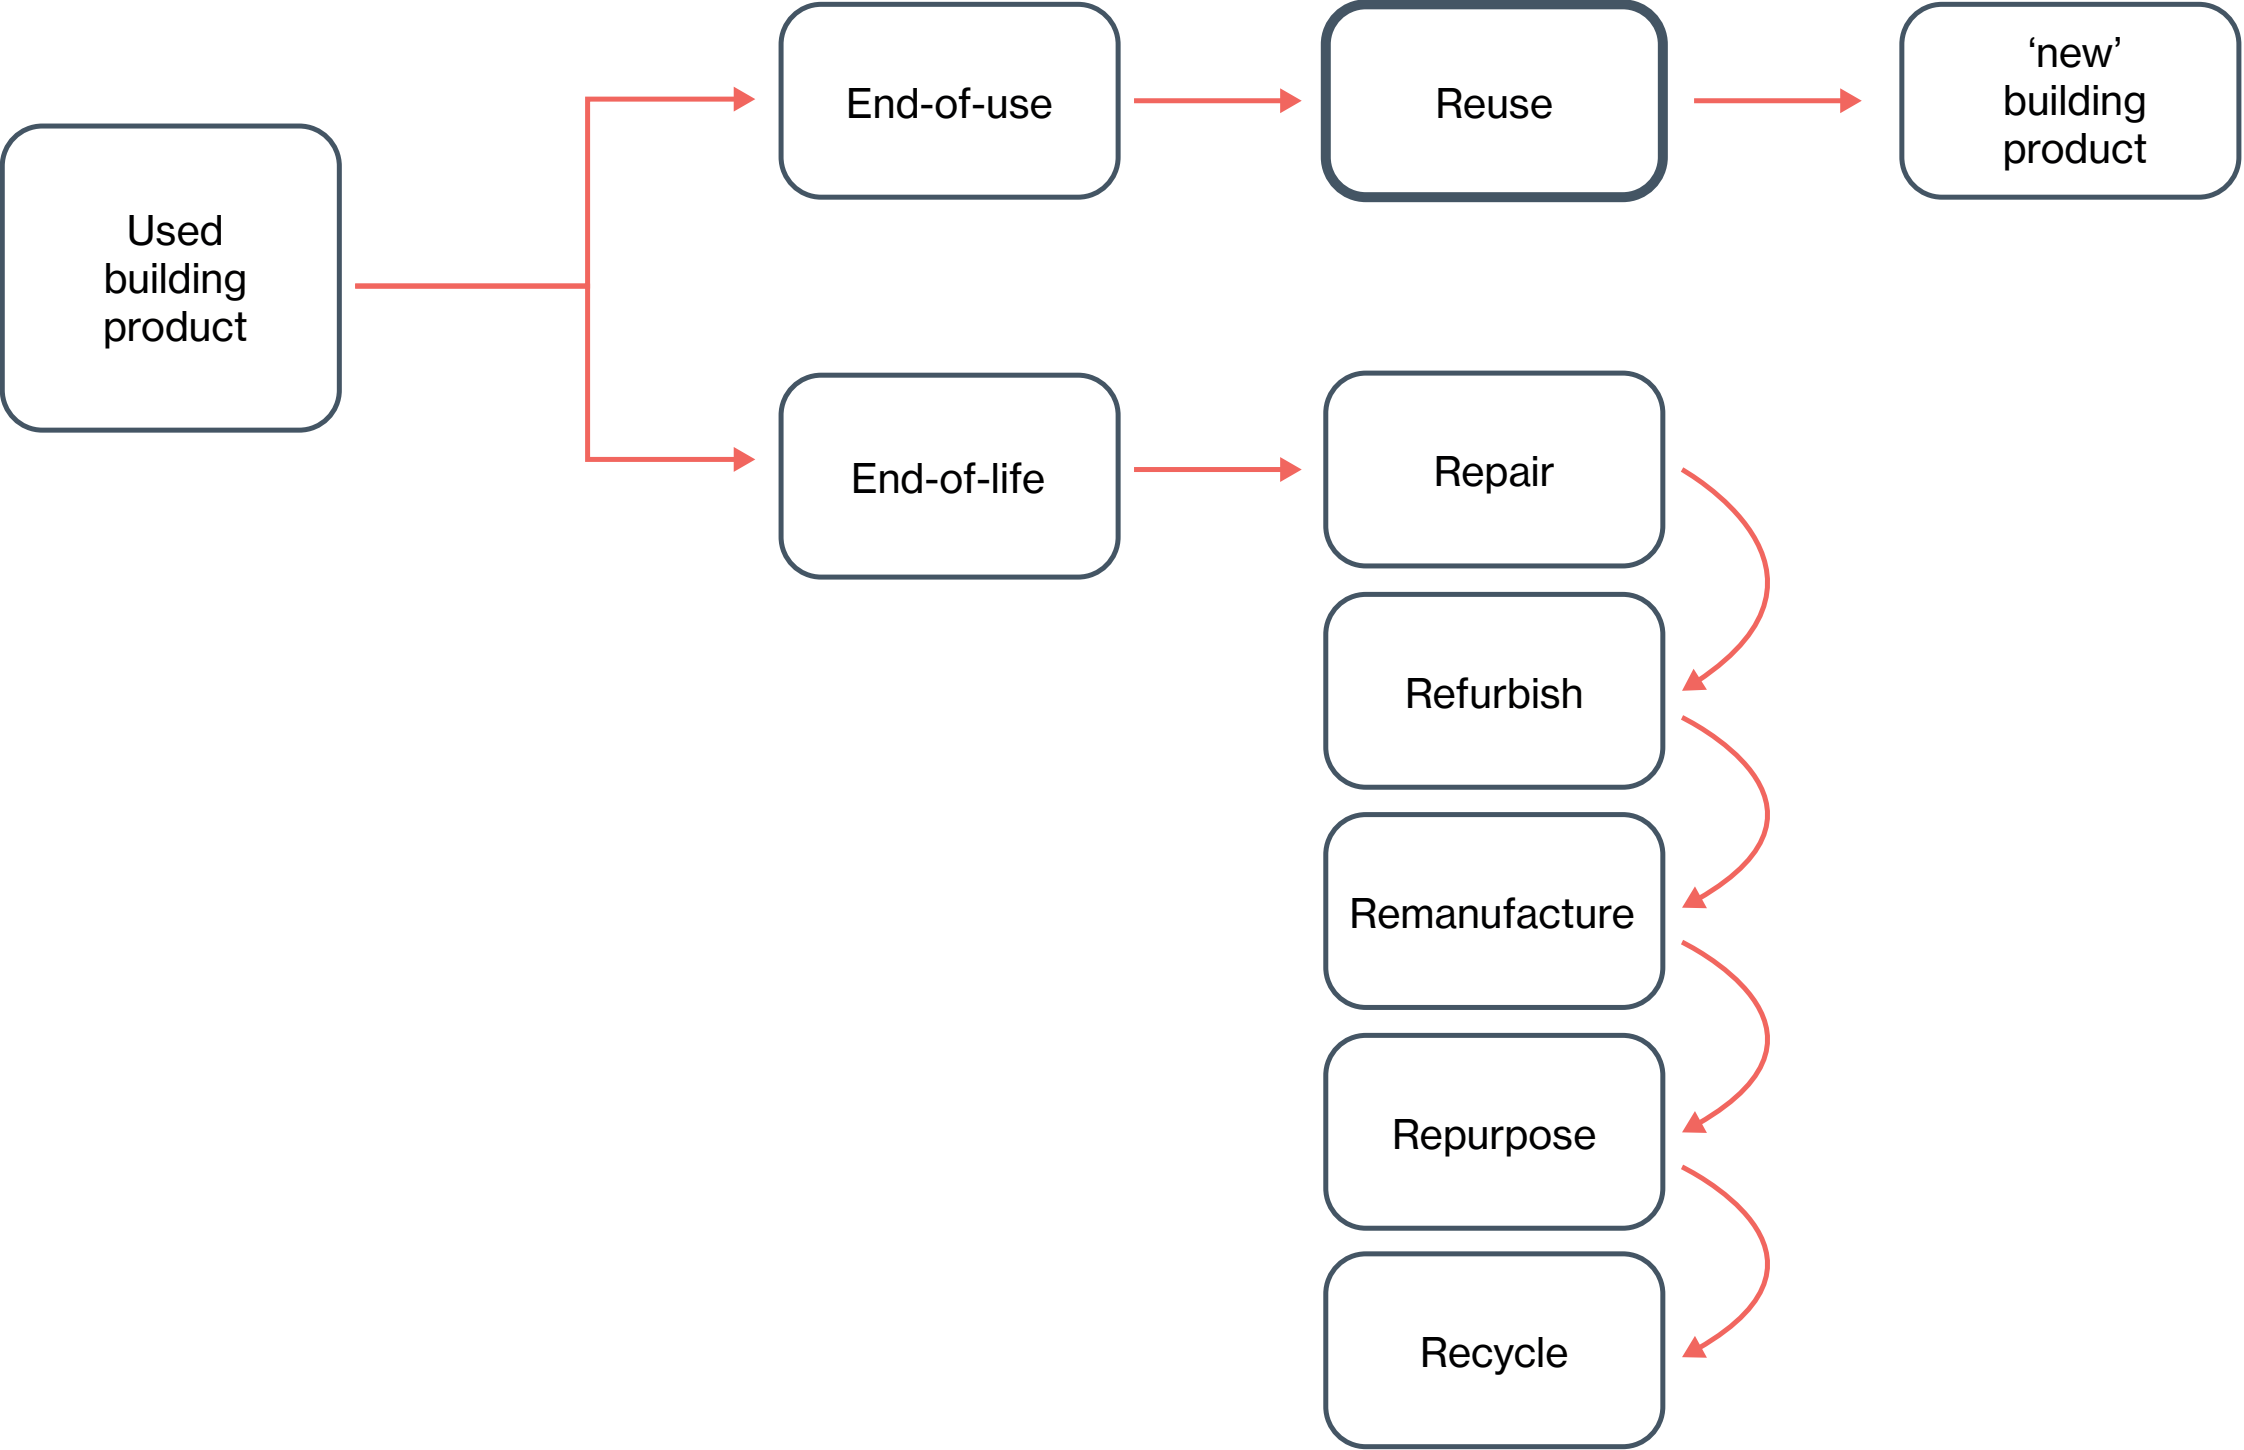 Used
building
product
End-of-use
Reuse
‘new’
building
product
End-of-life
Repair
Refurbish
Remanufacture
Repurpose
Recycle